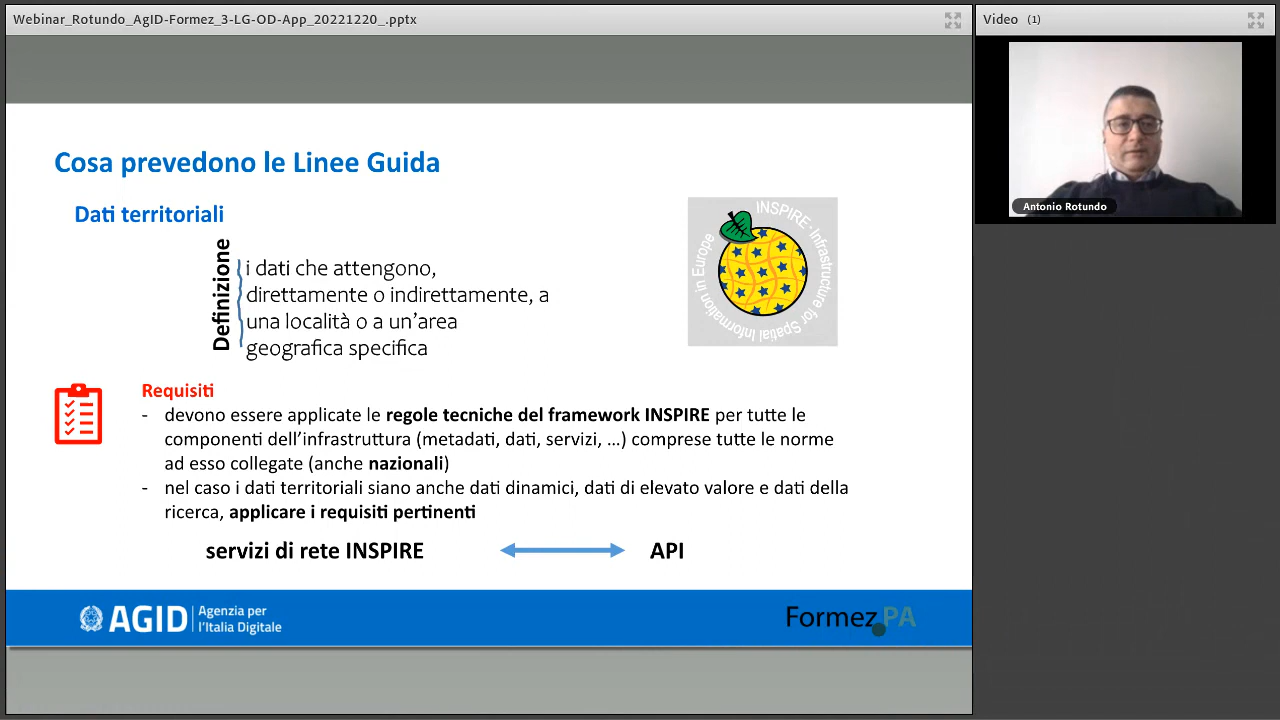 Webinar_Rotundo_AgID-Formez_3-LG-OD-App_20221220_.pptx
Video (1)
Antonio Rotundo
Cosa prevedono le Linee Guida
Dati territoriali
Definizione
i dati che attengono,
direttamente o indirettamente, a
una località o a un’area
geografica specifica
INSPIRE® Infrastructure for Spatial Information in Europe
Requisiti
- devono essere applicate le regole tecniche del framework INSPIRE per tutte le
componenti dell’infrastruttura (metadati, dati, servizi, …) comprese tutte le norme
ad esso collegate (anche nazionali)
- nel caso i dati territoriali siano anche dati dinamici, dati di elevato valore e dati della
ricerca, applicare i requisiti pertinenti
servizi di rete INSPIRE API
AGID Agenzia per
l’Italia Digitale
Formez PA